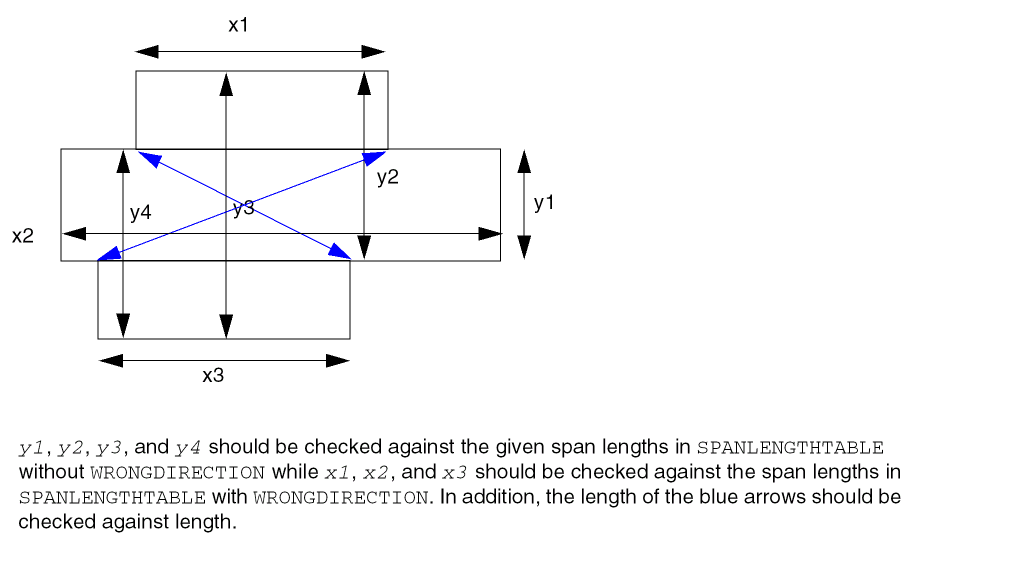 x1
y2
y4
y3
y1
x2
x3
y1, y2, y3, and y4 should be checked against the given span lengths in SPANLENGTHTABLE
without WRONGDIRECTION while x1, x2, and x3 should be checked against the span lengths in
SPANLENGTHTABLE with WRONGDIRECTION. In addition, the length of the blue arrows should be
checked against length.